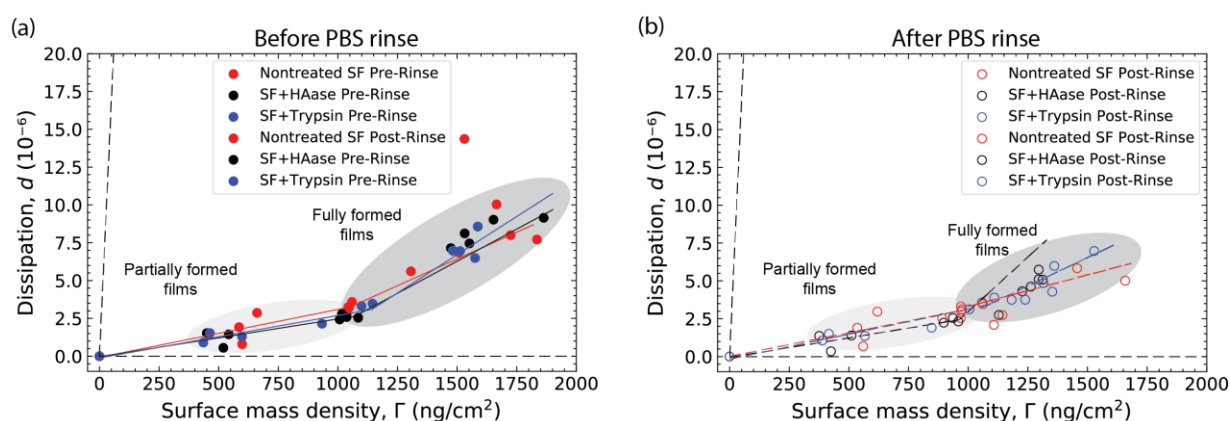 (a)
Before PBS rinse
20.0
17.5
15.0
12.5
10.0
7.5
5.0
2.5
0.0
Dissipation, d (10⁻⁶)
Nontreated SF Pre-Rinse
SF+HAase Pre-Rinse
SF+Trypsin Pre-Rinse
Nontreated SF Post-Rinse
SF+HAase Pre-Rinse
SF+Trypsin Pre-Rinse
Fully formed
films
Partially formed
films
0 250 500 750 1000 1250 1500 1750 2000
Surface mass density, Γ (ng/cm²)
(b)
After PBS rinse
20.0
17.5
15.0
12.5
10.0
7.5
5.0
2.5
0.0
Dissipation, d (10⁻⁶)
Nontreated SF Post-Rinse
SF+HAase Post-Rinse
SF+Trypsin Post-Rinse
Nontreated SF Post-Rinse
SF+HAase Post-Rinse
SF+Trypsin Post-Rinse
Fully formed
films
Partially formed
films
0 250 500 750 1000 1250 1500 1750 2000
Surface mass density, Γ (ng/cm²)